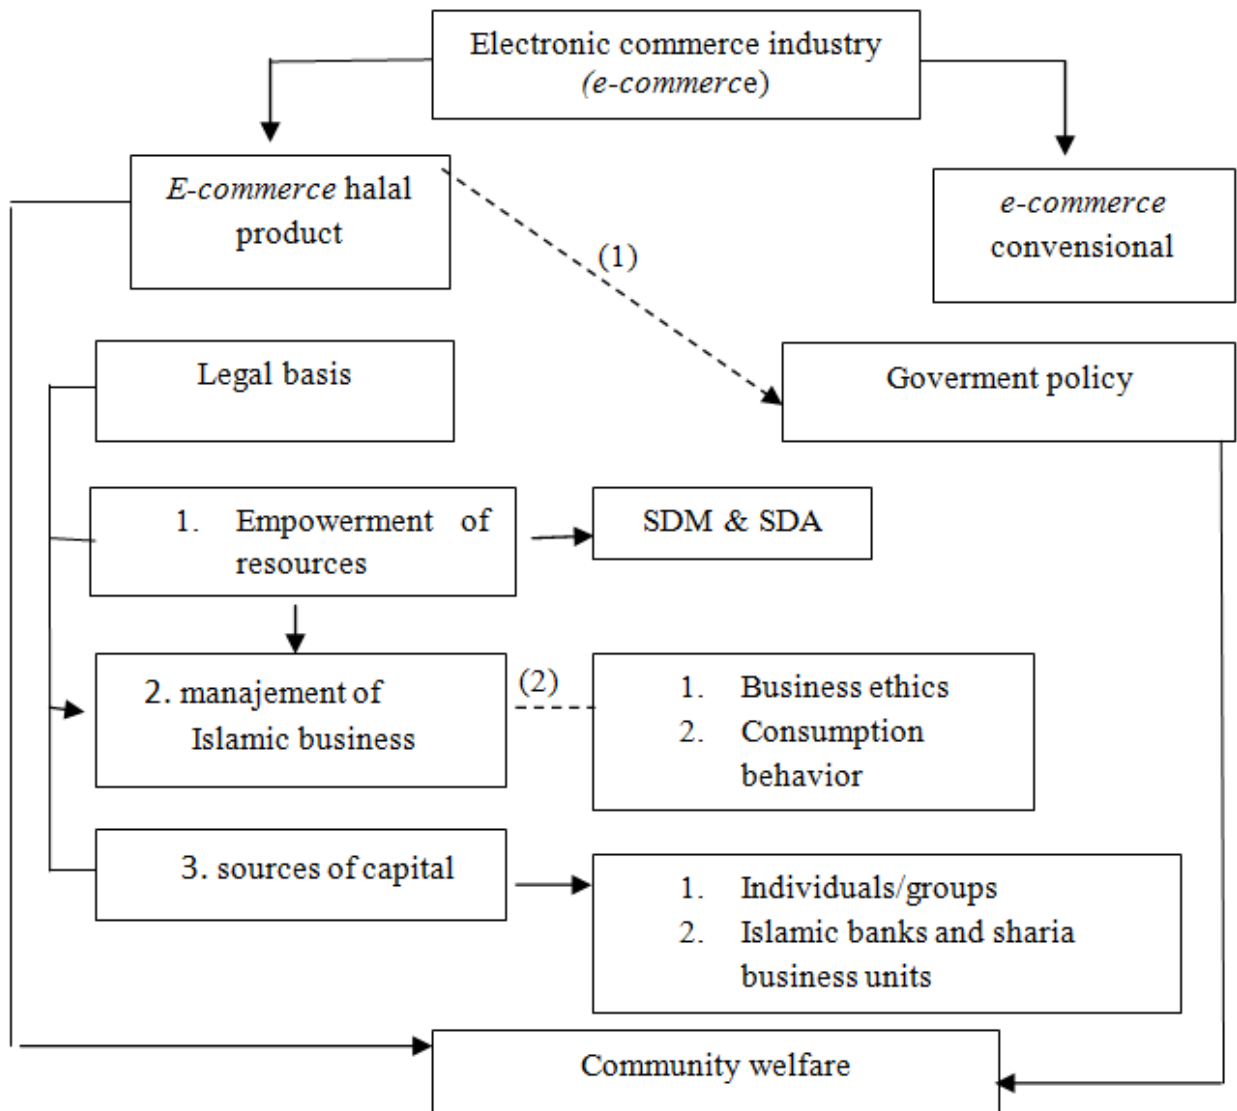 Electronic commerce industry
(e-commerce)
E-commerce halal
product
e-commerce
convensional
(1)
Legal basis
Goverment policy
1. Empowerment of
resources
SDM & SDA
2. manajement of
Islamic business
(2)
1. Business ethics
2. Consumption
behavior
3. sources of capital
1. Individuals/groups
2. Islamic banks and sharia
business units
Community welfare